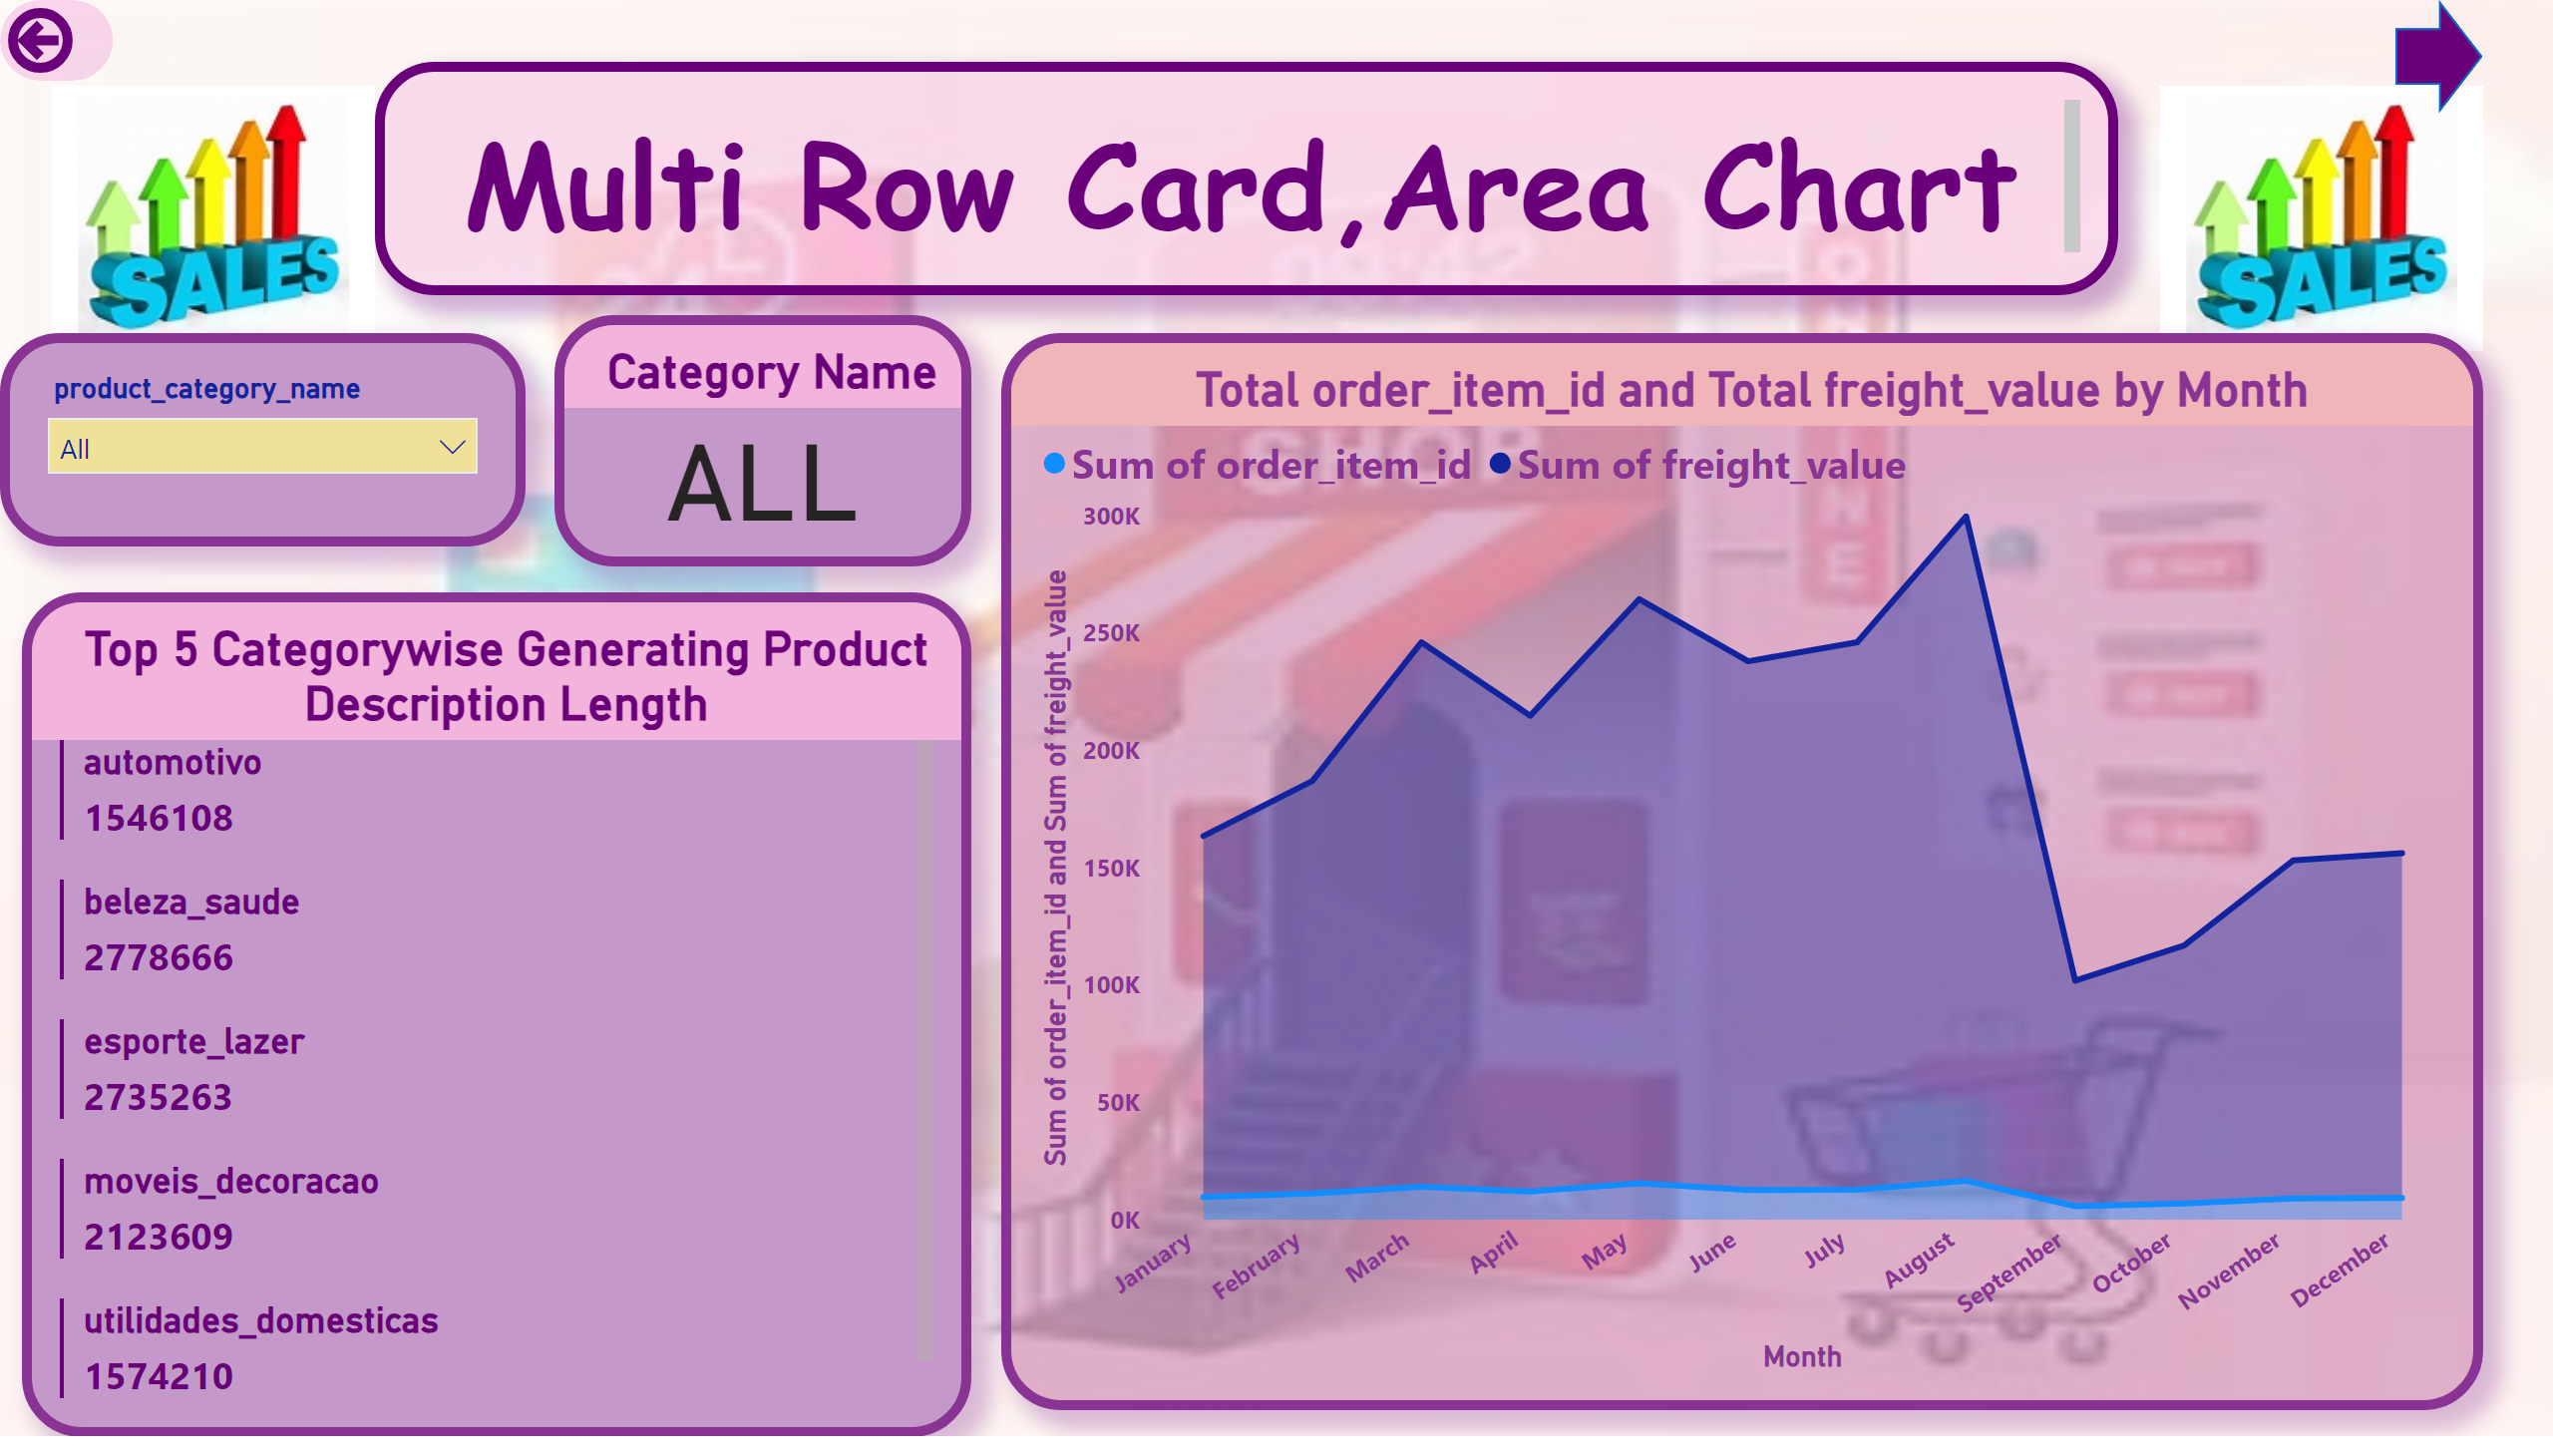 Multi Row Card,Area Chart
SALES
SALES
product_category_name
All
Category Name
ALL
Top 5 Categorywise Generating Product
Description Length
automotivo
1546108
beleza_saude
2778666
esporte_lazer
2735263
moveis_decoracao
2123609
utilidades_domesticas
1574210
Total order_item_id and Total freight_value by Month
Sum of order_item_id Sum of freight_value
Sum of order_item_id and Sum of freight_value
300K
250K
200K
150K
100K
50K
0K
January
February
March
April
May
June
July
August
September
October
November
December
Month
SHOP
ONLINE